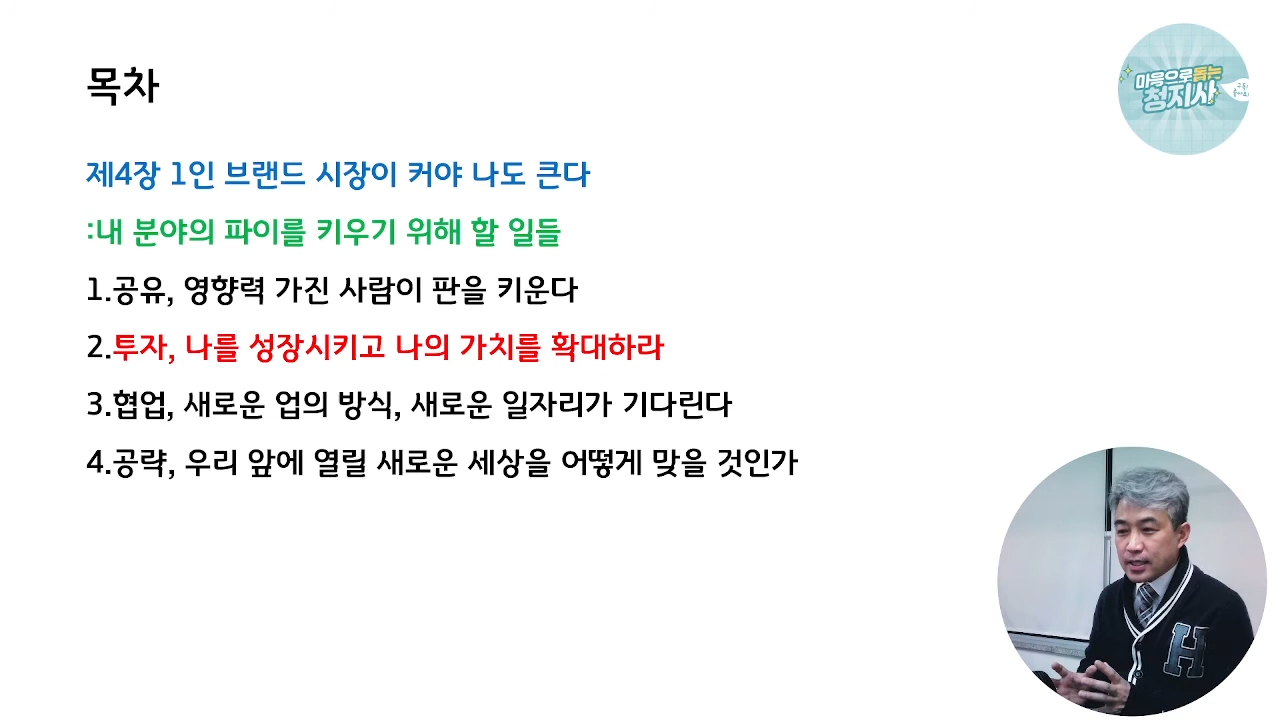 목차
마음으로돕는
청지사
구독!
좋아요!
제4장 1인 브랜드 시장이 커야 나도 큰다
:내 분야의 파이를 키우기 위해 할 일들
1.공유, 영향력 가진 사람이 판을 키운다
2.투자, 나를 성장시키고 나의 가치를 확대하라
3.협업, 새로운 업의 방식, 새로운 일자리가 기다린다
4.공략, 우리 앞에 열릴 새로운 세상을 어떻게 맞을 것인가
H